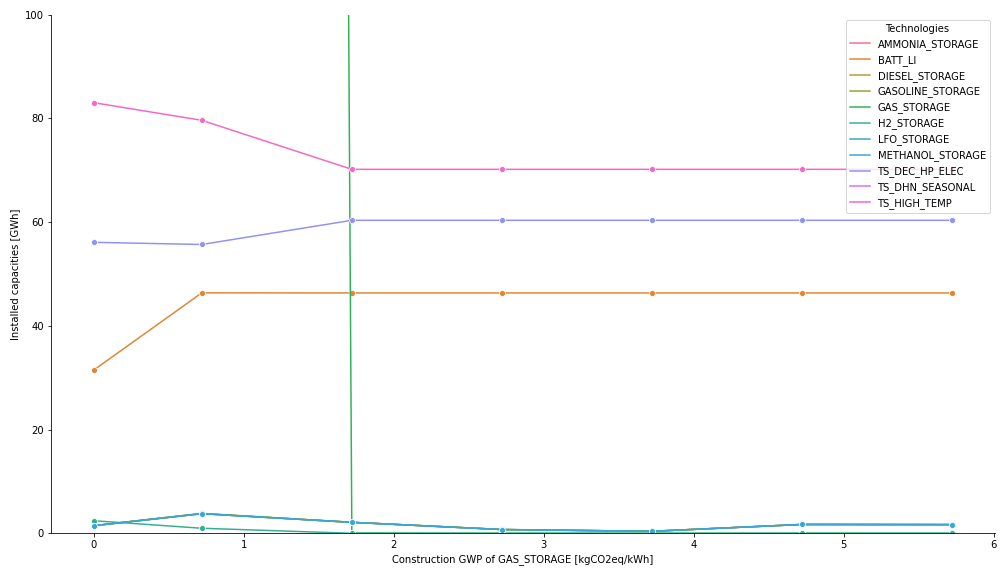 Technologies
AMMONIA_STORAGE
BATT_LI
DIESEL_STORAGE
GASOLINE_STORAGE
GAS_STORAGE
H2_STORAGE
LFO_STORAGE
METHANOL_STORAGE
TS_DEC_HP_ELEC
TS_DHN_SEASONAL
TS_HIGH_TEMP
Installed capacities [GWh]
100
80
60
40
20
0
0 1 2 3 4 5 6
Construction GWP of GAS_STORAGE [kgCO2eq/kWh]